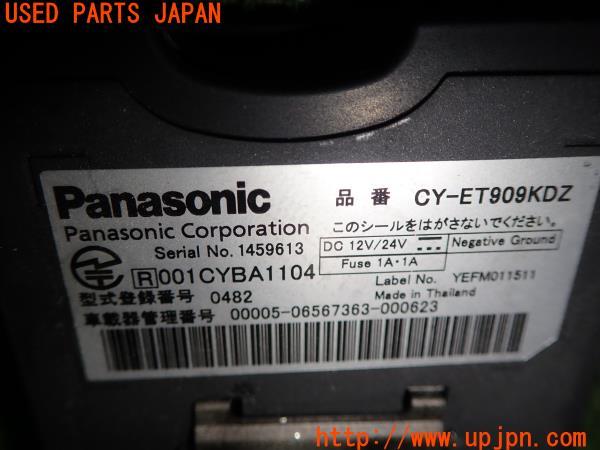 USED PARTS JAPAN
Panasonic
品番 CY-ET909KDZ
Panasonic Corporation
このシールをはがさないでください。
Serial No. 1459613
DC 12V/24V Negative Ground
Fuse 1A・1A
R 001CYBA1104
Label No. YEFM011511
型式登録番号 0482
Made in Thailand
車載器管理番号 00005-06567363-000623
http://www.upjpn.com